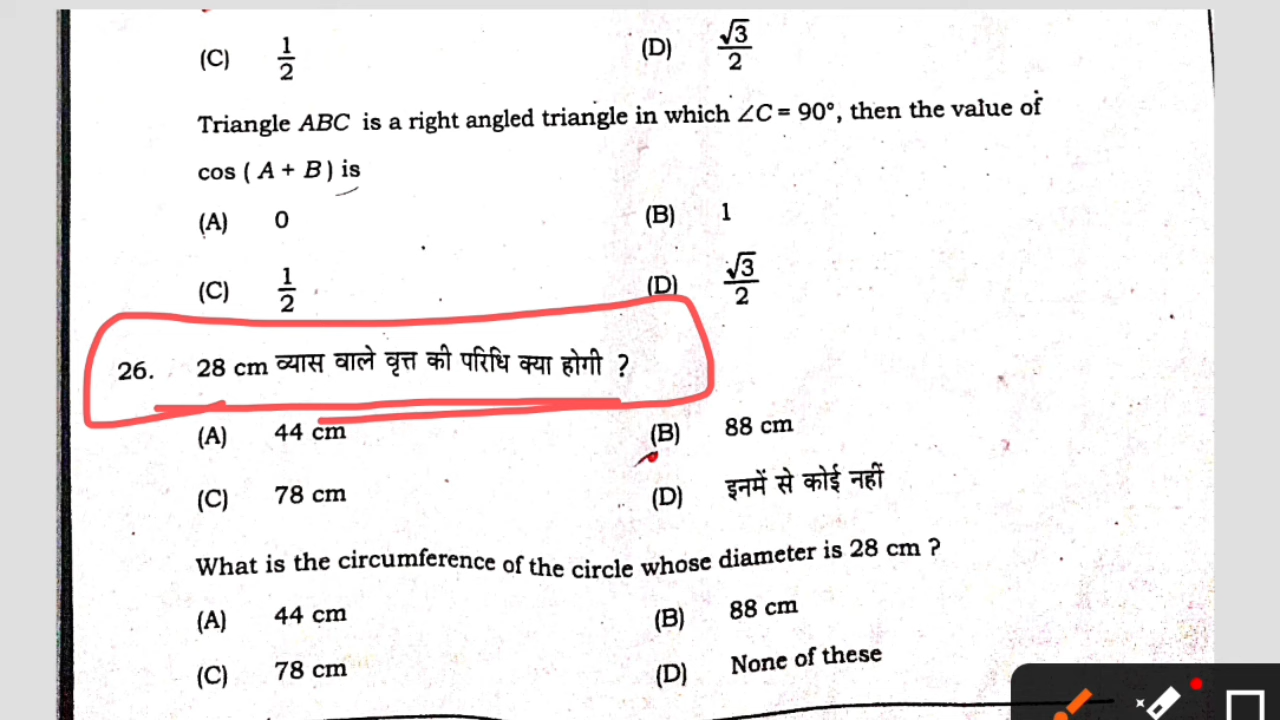 (C) 1/2 (D) √3/2
Triangle ABC is a right angled triangle in which ∠C = 90°, then the value of
cos ( A + B ) is
(A) 0 (B) 1
(C) 1/2 (D) √3/2
26. 28 cm व्यास वाले वृत्त की परिधि क्या होगी ?
(A) 44 cm (B) 88 cm
(C) 78 cm (D) इनमें से कोई नहीं
What is the circumference of the circle whose diameter is 28 cm ?
(A) 44 cm (B) 88 cm
(C) 78 cm (D) None of these